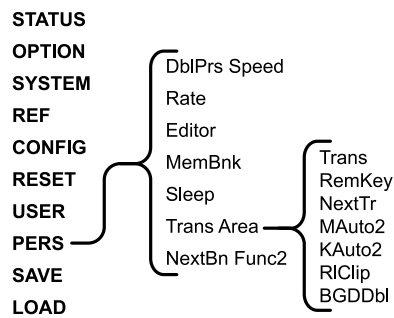 STATUS
OPTION
SYSTEM
REF
CONFIG
RESET
USER
PERS
SAVE
LOAD
DblPrs Speed
Rate
Editor
MemBnk
Sleep
Trans Area
NextBn Func2
Trans
RemKey
NextTr
MAuto2
KAuto2
RlClip
BGDDbl